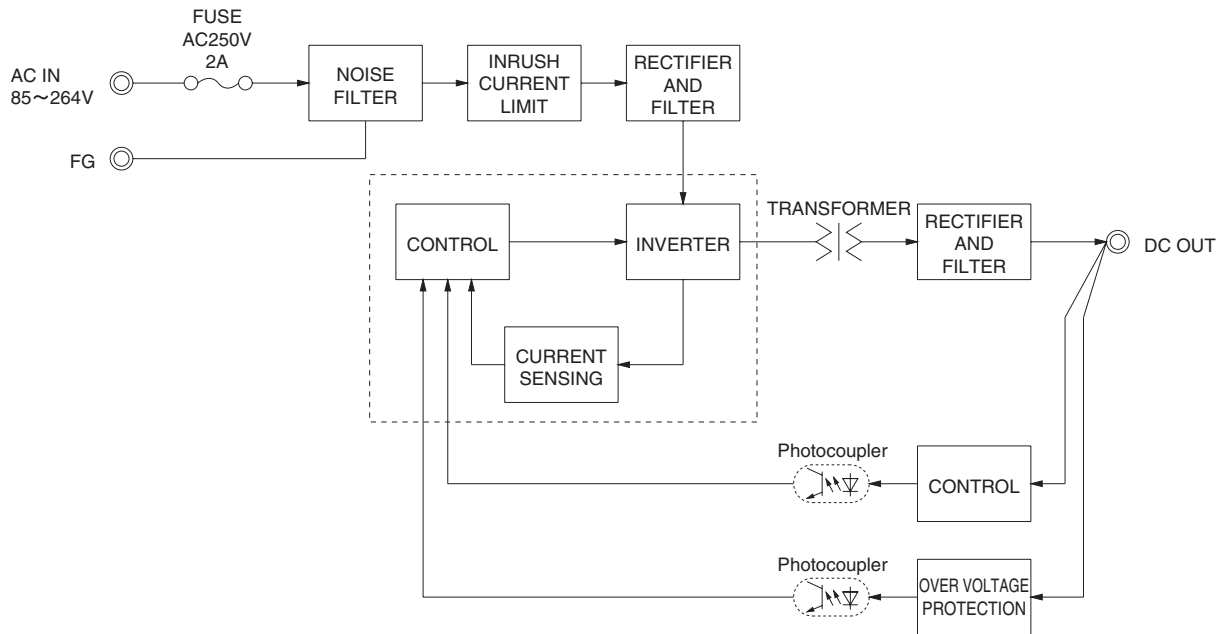 FUSE
AC250V
2A
AC IN
85～264V
NOISE
FILTER
INRUSH
CURRENT
LIMIT
RECTIFIER
AND
FILTER
FG
CONTROL
INVERTER
TRANSFORMER
RECTIFIER
AND
FILTER
DC OUT
CURRENT
SENSING
Photocoupler
CONTROL
Photocoupler
OVER VOLTAGE
PROTECTION